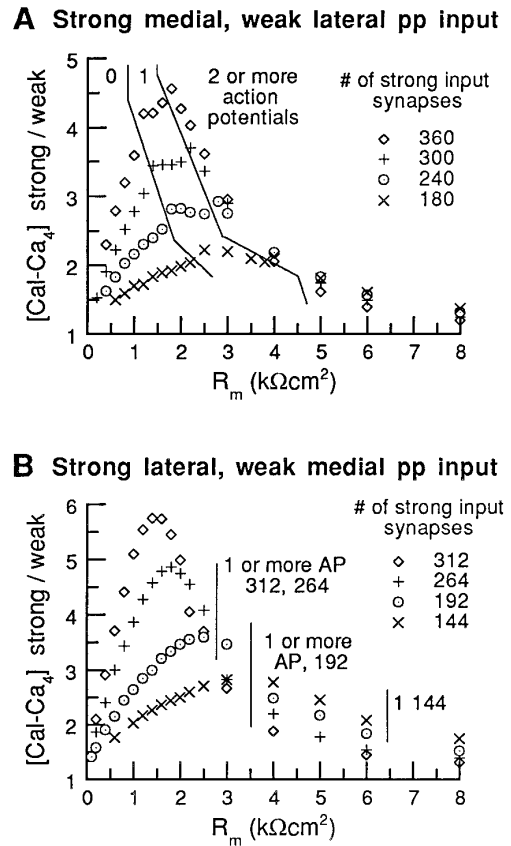 A Strong medial, weak lateral pp input
[Cal-Ca4] strong / weak
5
4
3
2
1
0 1 2 or more
action
potentials
# of strong input
synapses
◇ 360
+ 300
⊙ 240
× 180
0 1 2 3 4 5 6 7 8
Rm (kΩcm²)
B Strong lateral, weak medial pp input
[Cal-Ca4] strong / weak
6
5
4
3
2
1
# of strong input
synapses
◇ 312
+ 264
⊙ 192
× 144
1 or more AP
312, 264
1 or more
AP, 192
1 144
0 1 2 3 4 5 6 7 8
Rm (kΩcm²)